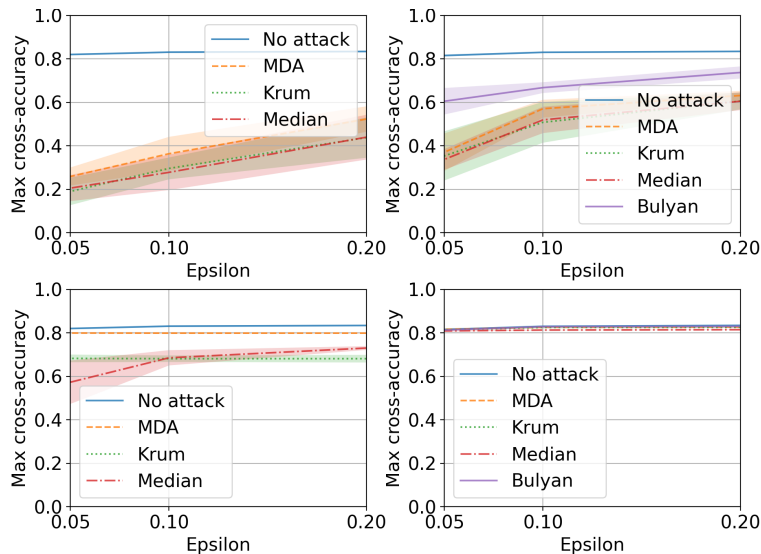 1.0
0.8
0.6
0.4
0.2
0.0
Max cross-accuracy
No attack
MDA
Krum
Median
0.05
0.10
0.20
Epsilon
1.0
0.8
0.6
0.4
0.2
0.0
Max cross-accuracy
No attack
MDA
Krum
Median
Bulyan
0.05
0.10
0.20
Epsilon
1.0
0.8
0.6
0.4
0.2
0.0
Max cross-accuracy
No attack
MDA
Krum
Median
0.05
0.10
0.20
Epsilon
1.0
0.8
0.6
0.4
0.2
0.0
Max cross-accuracy
No attack
MDA
Krum
Median
Bulyan
0.05
0.10
0.20
Epsilon